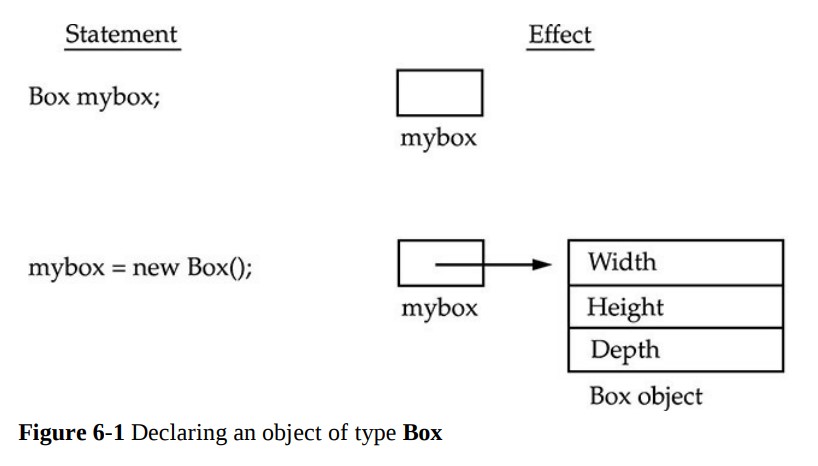 Statement
Effect
Box mybox;
mybox
mybox = new Box();
mybox
Width
Height
Depth
Box object
Figure 6-1 Declaring an object of type Box